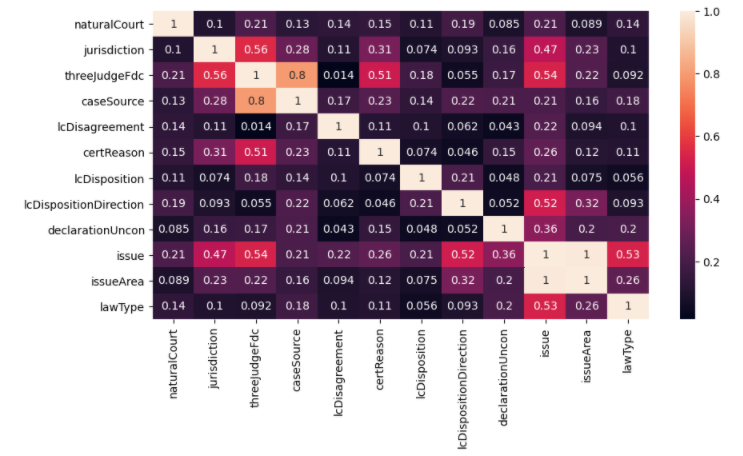 naturalCourt 1 0.1 0.21 0.13 0.14 0.15 0.11 0.19 0.085 0.21 0.089 0.14
jurisdiction 0.1 1 0.56 0.28 0.11 0.31 0.074 0.093 0.16 0.47 0.23 0.1
threeJudgeFdc 0.21 0.56 1 0.8 0.014 0.51 0.18 0.055 0.17 0.54 0.22 0.092
caseSource 0.13 0.28 0.8 1 0.17 0.23 0.14 0.22 0.21 0.21 0.16 0.18
lcDisagreement 0.14 0.11 0.014 0.17 1 0.11 0.1 0.062 0.043 0.22 0.094 0.1
certReason 0.15 0.31 0.51 0.23 0.11 1 0.074 0.046 0.15 0.26 0.12 0.11
lcDisposition 0.11 0.074 0.18 0.14 0.1 0.074 1 0.21 0.048 0.21 0.075 0.056
lcDispositionDirection 0.19 0.093 0.055 0.22 0.062 0.046 0.21 1 0.052 0.52 0.32 0.093
declarationUncon 0.085 0.16 0.17 0.21 0.043 0.15 0.048 0.052 1 0.36 0.2 0.2
issue 0.21 0.47 0.54 0.21 0.22 0.26 0.21 0.52 0.36 1 1 0.53
issueArea 0.089 0.23 0.22 0.16 0.094 0.12 0.075 0.32 0.2 1 1 0.26
lawType 0.14 0.1 0.092 0.18 0.1 0.11 0.056 0.093 0.2 0.53 0.26 1
naturalCourt
jurisdiction
threeJudgeFdc
caseSource
lcDisagreement
certReason
lcDisposition
lcDispositionDirection
declarationUncon
issue
issueArea
lawType
1.0
0.8
0.6
0.4
0.2